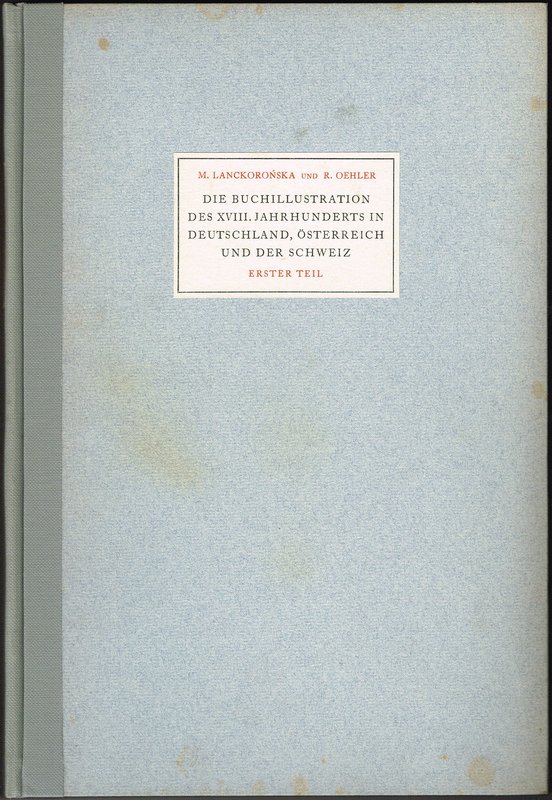 M. LANCKOROŃSKA UND R. OEHLER
DIE BUCHILLUSTRATION
DES XVIII. JAHRHUNDERTS IN
DEUTSCHLAND, ÖSTERREICH
UND DER SCHWEIZ
ERSTER TEIL